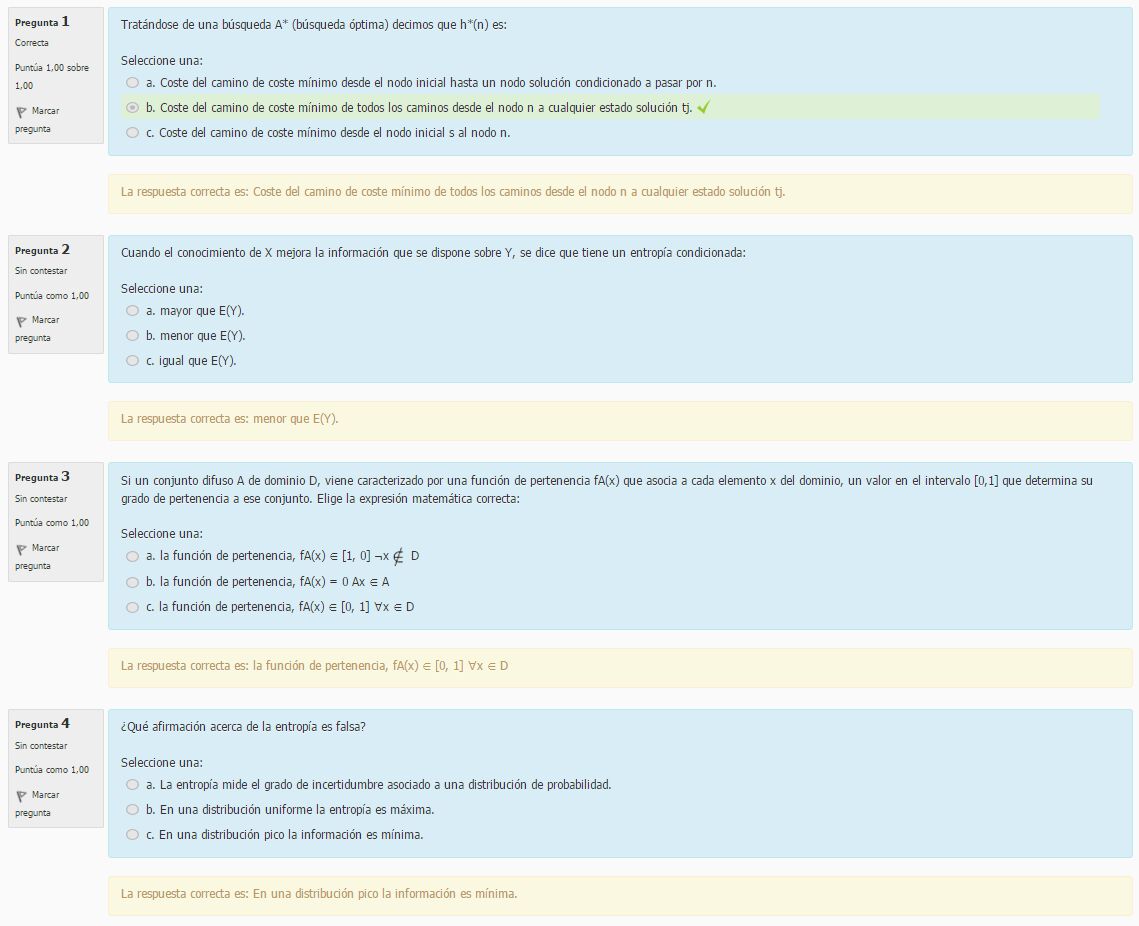 Pregunta 1
Correcta
Puntúa 1,00 sobre
1,00
Marcar
pregunta
Tratándose de una búsqueda A* (búsqueda óptima) decimos que h*(n) es:
Seleccione una:
a. Coste del camino de coste mínimo desde el nodo inicial hasta un nodo solución condicionado a pasar por n.
b. Coste del camino de coste mínimo de todos los caminos desde el nodo n a cualquier estado solución tj.
c. Coste del camino de coste mínimo desde el nodo inicial s al nodo n.
La respuesta correcta es: Coste del camino de coste mínimo de todos los caminos desde el nodo n a cualquier estado solución tj.
Pregunta 2
Sin contestar
Puntúa como 1,00
Marcar
pregunta
Cuando el conocimiento de X mejora la información que se dispone sobre Y, se dice que tiene un entropía condicionada:
Seleccione una:
a. mayor que E(Y).
b. menor que E(Y).
c. igual que E(Y).
La respuesta correcta es: menor que E(Y).
Pregunta 3
Sin contestar
Puntúa como 1,00
Marcar
pregunta
Si un conjunto difuso A de dominio D, viene caracterizado por una función de pertenencia fA(x) que asocia a cada elemento x del dominio, un valor en el intervalo [0,1] que determina su
grado de pertenencia a ese conjunto. Elige la expresión matemática correcta:
Seleccione una:
a. la función de pertenencia, fA(x) ∈ [1, 0] ¬x ∉ D
b. la función de pertenencia, fA(x) = 0 Ax ∈ A
c. la función de pertenencia, fA(x) ∈ [0, 1] ∀x ∈ D
La respuesta correcta es: la función de pertenencia, fA(x) ∈ [0, 1] ∀x ∈ D
Pregunta 4
Sin contestar
Puntúa como 1,00
Marcar
pregunta
¿Qué afirmación acerca de la entropía es falsa?
Seleccione una:
a. La entropía mide el grado de incertidumbre asociado a una distribución de probabilidad.
b. En una distribución uniforme la entropía es máxima.
c. En una distribución pico la información es mínima.
La respuesta correcta es: En una distribución pico la información es mínima.